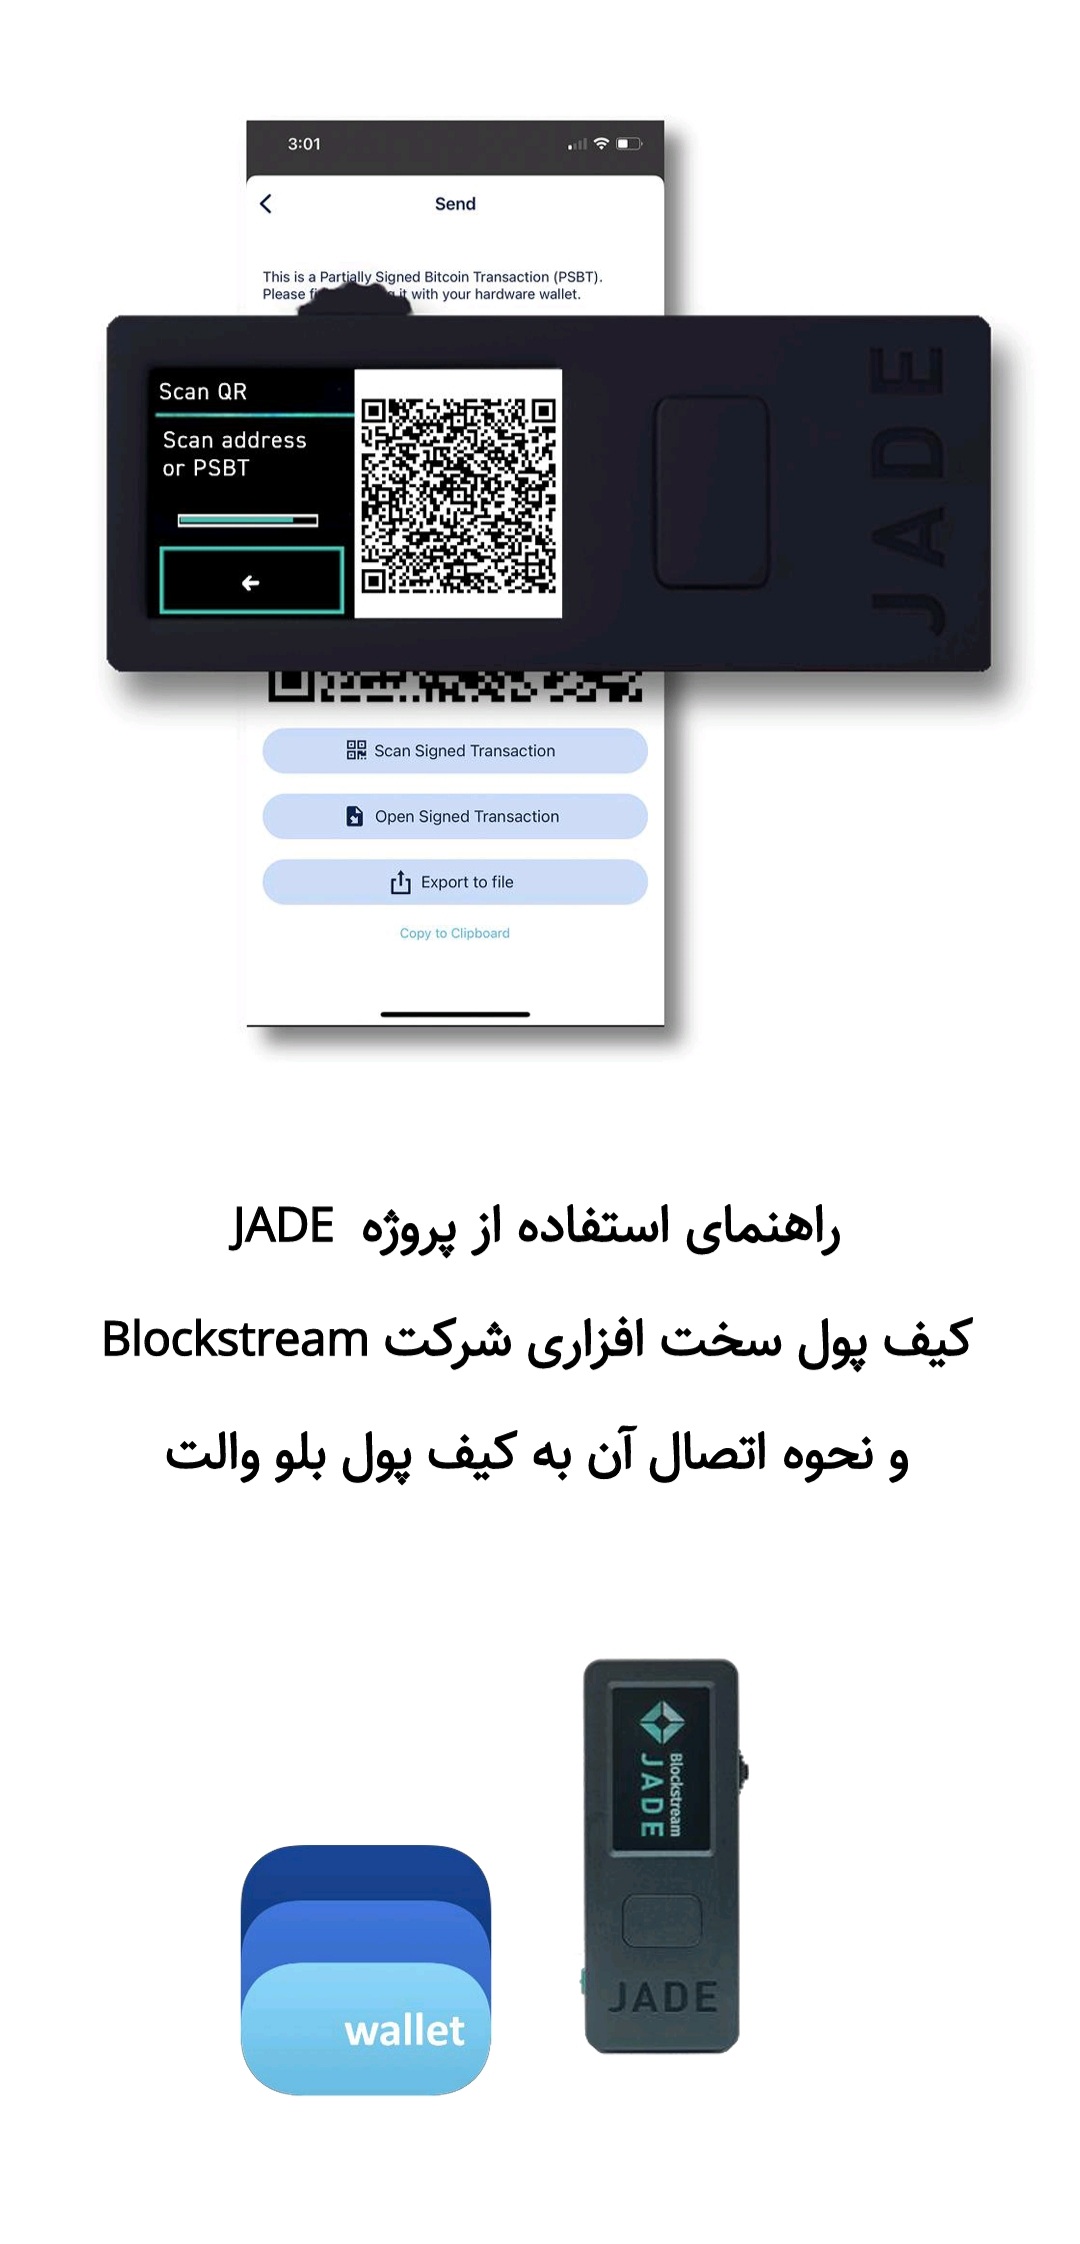 3:01
Send
This is a Partially Signed Bitcoin Transaction (PSBT).
Please it with your hardware wallet.
Scan QR
Scan address
or PSBT
JADE
Scan Signed Transaction
Open Signed Transaction
Export to file
Copy to Clipboard
راهنمای استفاده از پروژه JADE
کیف پول سخت افزاری شرکت Blockstream
و نحوه اتصال آن به کیف پول بلو والت
Blockstream
JADE
JADE
wallet